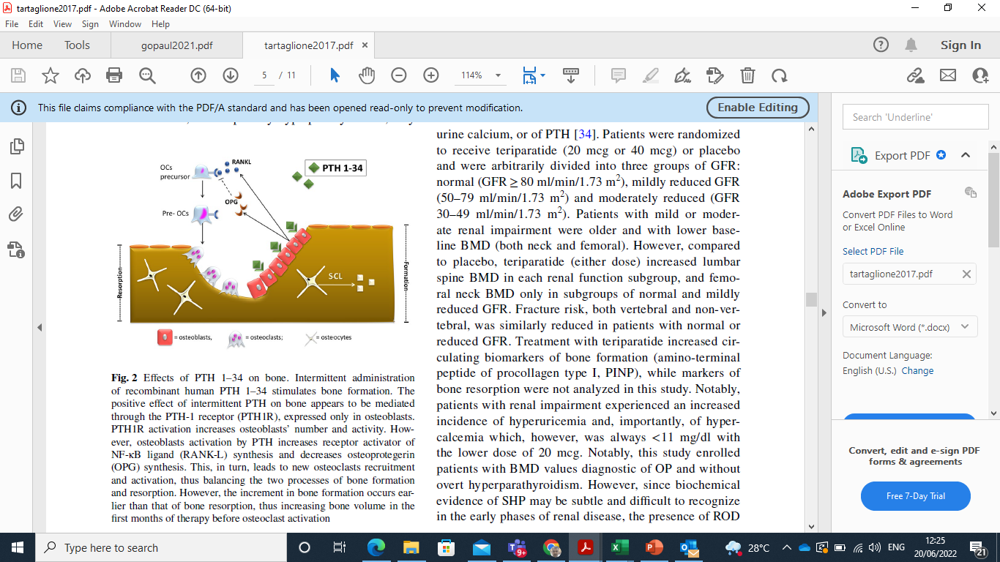 tartaglione2017.pdf - Adobe Acrobat Reader DC (64-bit)
File Edit View Sign Window Help
Home Tools gopaul2021.pdf tartaglione2017.pdf × Sign In
5 / 11 114%
This file claims compliance with the PDF/A standard and has been opened read-only to prevent modification. Enable Editing
OCs
precursor
RANKL
PTH 1-34
OPG
Pre- OCs
Resorption
SCL
Formation
= osteoblasts, = osteoclasts; = osteocytes
Fig. 2 Effects of PTH 1–34 on bone. Intermittent administration
of recombinant human PTH 1–34 stimulates bone formation. The
positive effect of intermittent PTH on bone appears to be mediated
through the PTH-1 receptor (PTH1R), expressed only in osteoblasts.
PTH1R activation increases osteoblasts' number and activity. How-
ever, osteoblasts activation by PTH increases receptor activator of
NF-κB ligand (RANK-L) synthesis and decreases osteoprotegerin
(OPG) synthesis. This, in turn, leads to new osteoclasts recruitment
and activation, thus balancing the two processes of bone formation
and resorption. However, the increment in bone formation occurs ear-
lier than that of bone resorption, thus increasing bone volume in the
first months of therapy before osteoclast activation
urine calcium, or of PTH [34]. Patients were randomized
to receive teriparatide (20 mcg or 40 mcg) or placebo
and were arbitrarily divided into three groups of GFR:
normal (GFR ≥ 80 ml/min/1.73 m²), mildly reduced GFR
(50–79 ml/min/1.73 m²) and moderately reduced (GFR
30–49 ml/min/1.73 m²). Patients with mild or moder-
ate renal impairment were older and with lower base-
line BMD (both neck and femoral). However, compared
to placebo, teriparatide (either dose) increased lumbar
spine BMD in each renal function subgroup, and femo-
ral neck BMD only in subgroups of normal and mildly
reduced GFR. Fracture risk, both vertebral and non-ver-
tebral, was similarly reduced in patients with normal or
reduced GFR. Treatment with teriparatide increased cir-
culating biomarkers of bone formation (amino-terminal
peptide of procollagen type I, PINP), while markers of
bone resorption were not analyzed in this study. Notably,
patients with renal impairment experienced an increased
incidence of hyperuricemia and, importantly, of hyper-
calcemia which, however, was always <11 mg/dl with
the lower dose of 20 mcg. Notably, this study enrolled
patients with BMD values diagnostic of OP and without
overt hyperparathyroidism. However, since biochemical
evidence of SHP may be subtle and difficult to recognize
in the early phases of renal disease, the presence of ROD
Search 'Underline'
Export PDF
Adobe Export PDF
Convert PDF Files to Word
or Excel Online
Select PDF File
tartaglione2017.pdf
Convert to
Microsoft Word (*.docx)
Document Language:
English (U.S.) Change
Convert, edit and e-sign PDF
forms & agreements
Free 7-Day Trial
Type here to search
9+
28°C
ENG
12:25
20/06/2022
21